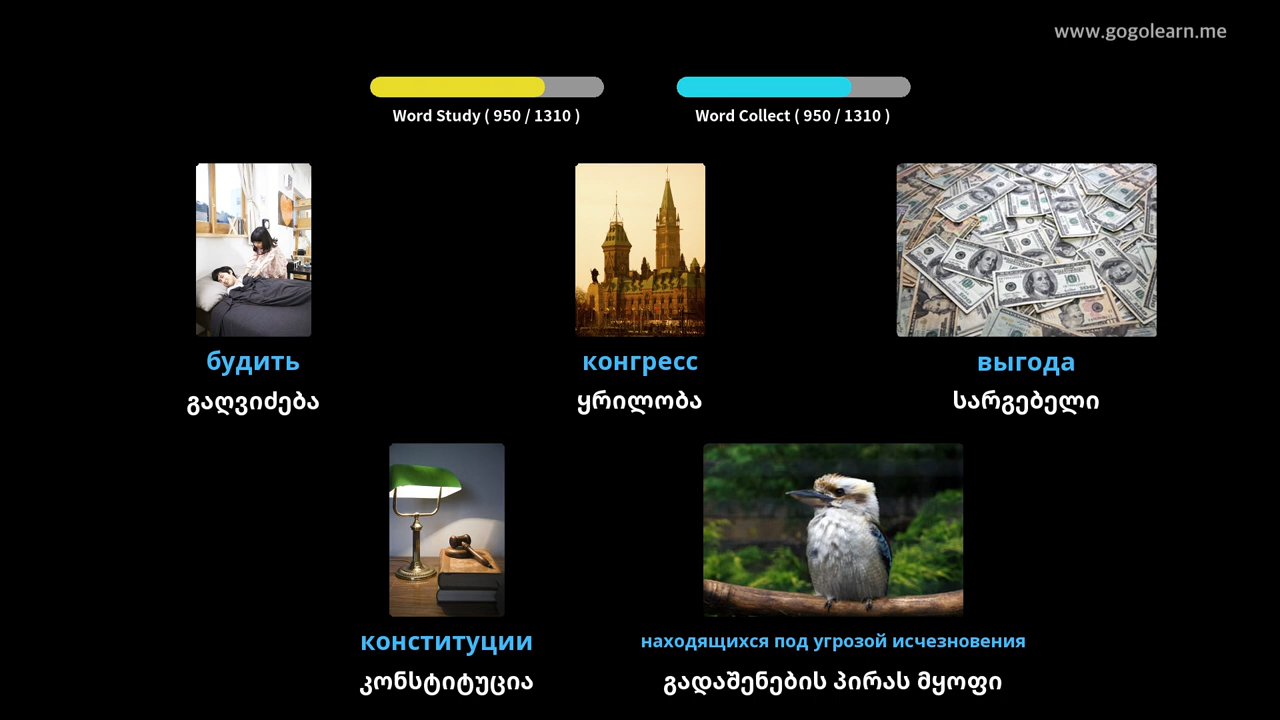 www.gogolearn.me
Word Study ( 950 / 1310 )
Word Collect ( 950 / 1310 )
будить
გაღვიძება
конгресс
ყრილობა
выгода
სარგებელი
конституции
კონსტიტუცია
находящихся под угрозой исчезновения
გადაშენების პირას მყოფი